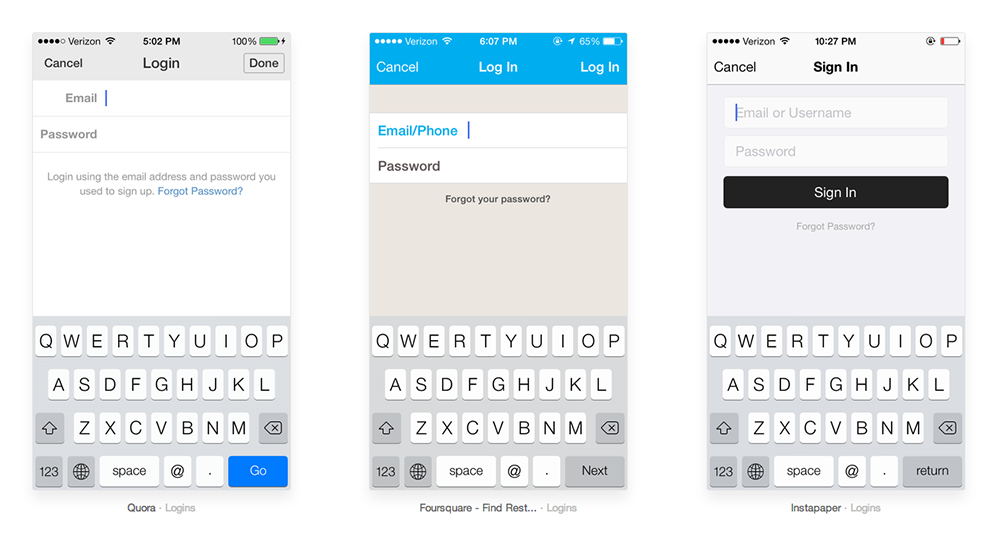 Verizon 5:02 PM 100%
Cancel Login Done
Email
Password
Login using the email address and password you
used to sign up. Forgot Password?
Q W E R T Y U I O P
A S D F G H J K L
Z X C V B N M
123 space @ . Go
Quora · Logins
Verizon 6:07 PM 65%
Cancel Log In Log In
Email/Phone
Password
Forgot your password?
Q W E R T Y U I O P
A S D F G H J K L
Z X C V B N M
123 space @ . Next
Foursquare - Find Rest... · Logins
Verizon 10:27 PM
Cancel Sign In
Email or Username
Password
Sign In
Forgot Password?
Q W E R T Y U I O P
A S D F G H J K L
Z X C V B N M
123 space @ . return
Instapaper · Logins